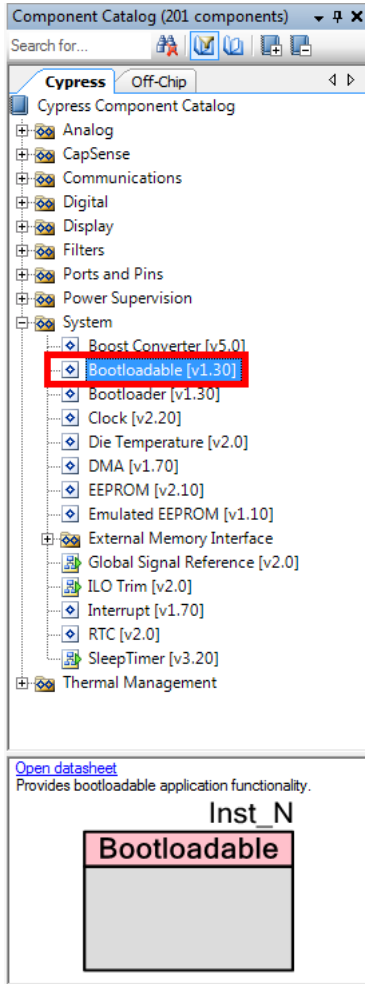 Component Catalog (201 components)
Search for...
Cypress Off-Chip
Cypress Component Catalog
Analog
CapSense
Communications
Digital
Display
Filters
Ports and Pins
Power Supervision
System
Boost Converter [v5.0]
Bootloadable [v1.30]
Bootloader [v1.30]
Clock [v2.20]
Die Temperature [v2.0]
DMA [v1.70]
EEPROM [v2.10]
Emulated EEPROM [v1.10]
External Memory Interface
Global Signal Reference [v2.0]
ILO Trim [v2.0]
Interrupt [v1.70]
RTC [v2.0]
SleepTimer [v3.20]
Thermal Management
Open datasheet
Provides bootloadable application functionality.
Inst_N
Bootloadable